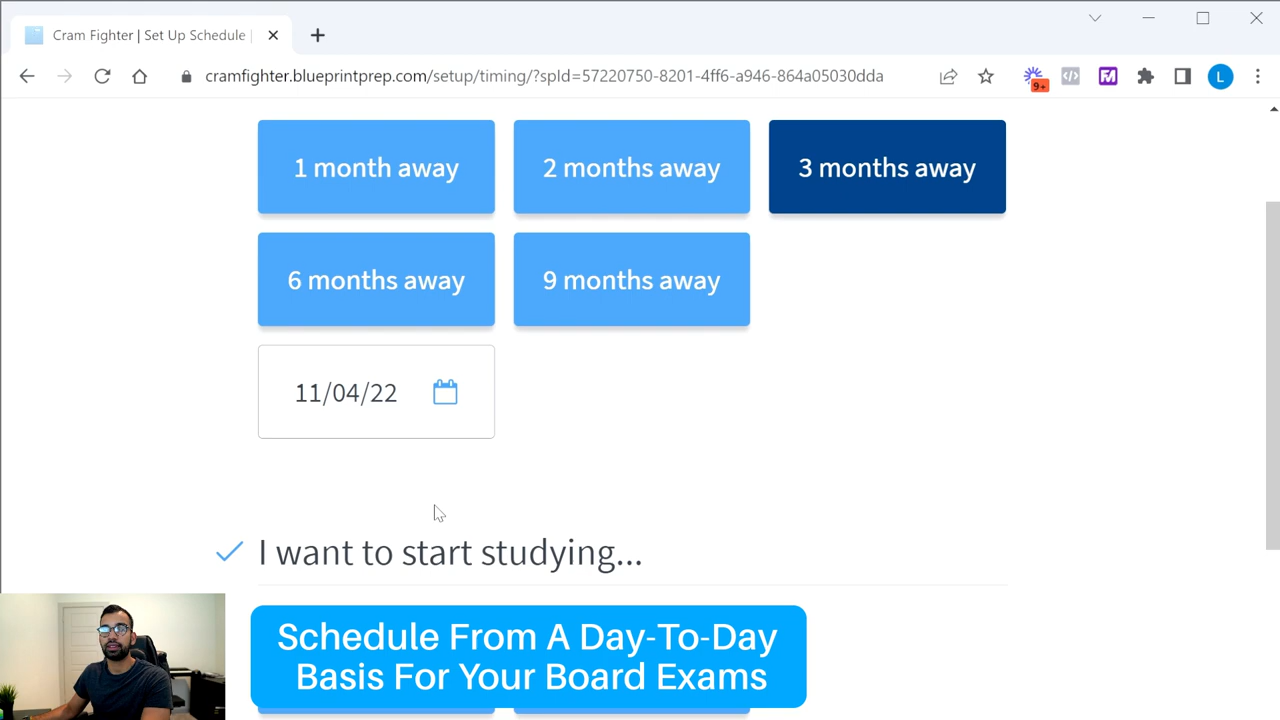 Cram Fighter | Set Up Schedule |
cramfighter.blueprintprep.com/setup/timing/?spId=57220750-8201-4ff6-a946-864a05030dda
9+
L
1 month away
2 months away
3 months away
6 months away
9 months away
11/04/22
I want to start studying...
Schedule From A Day-To-Day
Basis For Your Board Exams